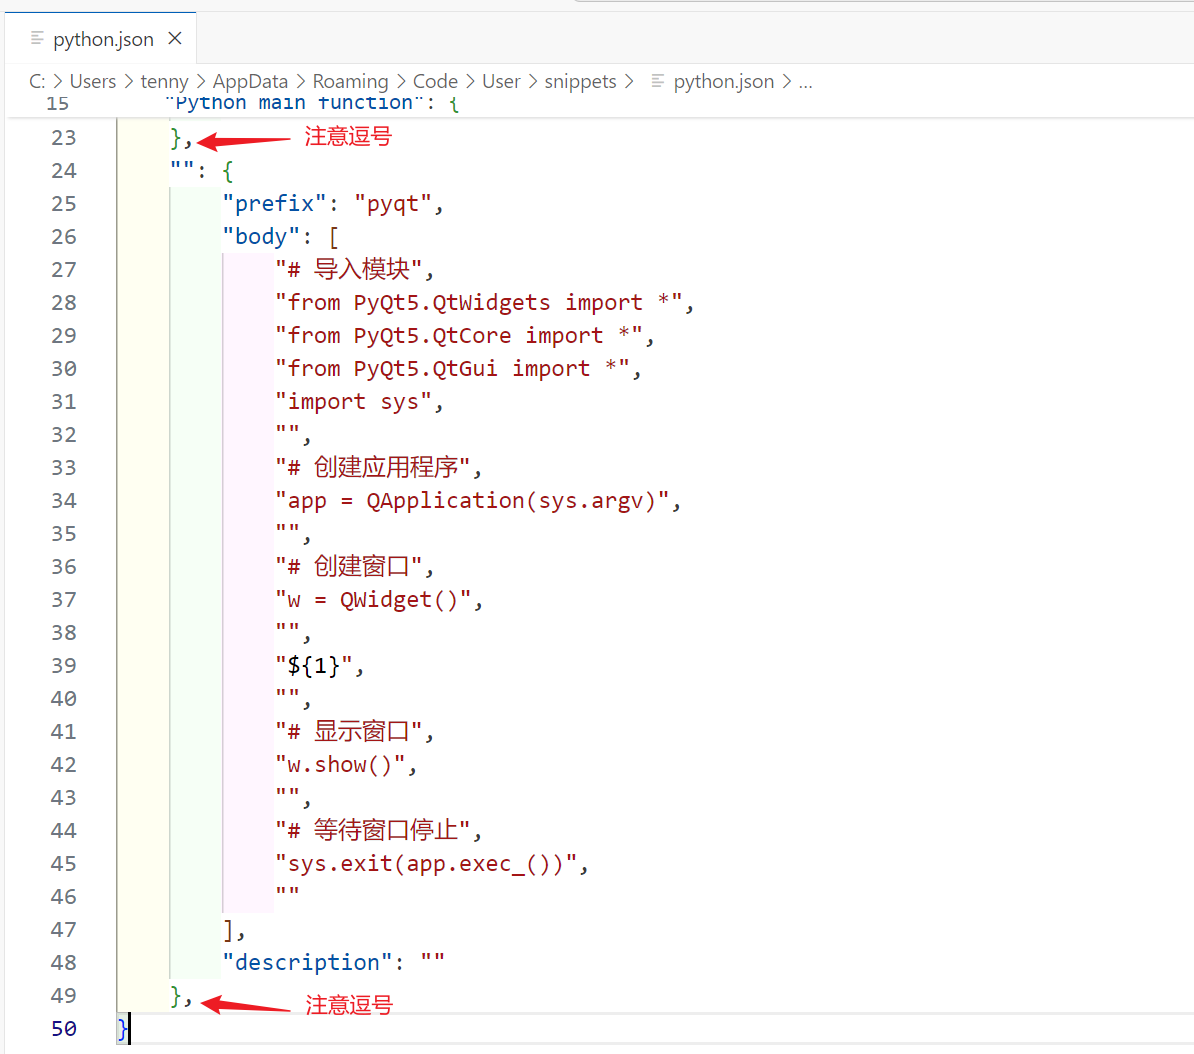 python.json
C: > Users > tenny > AppData > Roaming > Code > User > snippets > python.json > ...
15 "Python main function": {
23 }, 注意逗号
24 "": {
25 "prefix": "pyqt",
26 "body": [
27 "# 导入模块",
28 "from PyQt5.QtWidgets import *",
29 "from PyQt5.QtCore import *",
30 "from PyQt5.QtGui import *",
31 "import sys",
32 "",
33 "# 创建应用程序",
34 "app = QApplication(sys.argv)",
35 "",
36 "# 创建窗口",
37 "w = QWidget()",
38 "",
39 "${1}",
40 "",
41 "# 显示窗口",
42 "w.show()",
43 "",
44 "# 等待窗口停止",
45 "sys.exit(app.exec_())",
46 ""
47 ],
48 "description": ""
49 }, 注意逗号
50 }